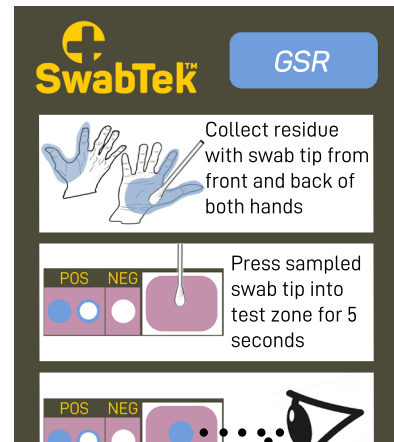 SwabTek™
GSR
Collect residue
with swab tip from
front and back of
both hands
POS NEG
Press sampled
swab tip into
test zone for 5
seconds
POS NEG